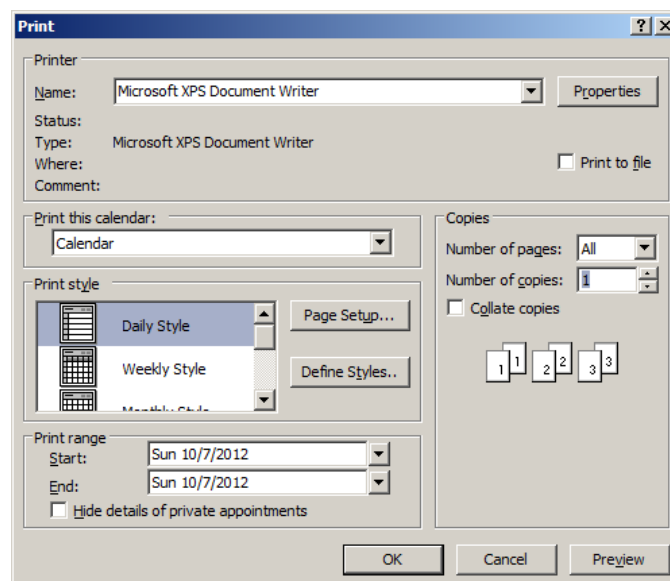 Print
Printer
Name:
Microsoft XPS Document Writer
Properties
Status:
Type:
Microsoft XPS Document Writer
Where:
Print to file
Comment:
Print this calendar:
Calendar
Print style
Daily Style
Weekly Style
Monthly Style
Page Setup...
Define Styles..
Print range
Start:
Sun 10/7/2012
End:
Sun 10/7/2012
Hide details of private appointments
Copies
Number of pages:
All
Number of copies:
1
Collate copies
1 1 2 2 3 3
OK
Cancel
Preview